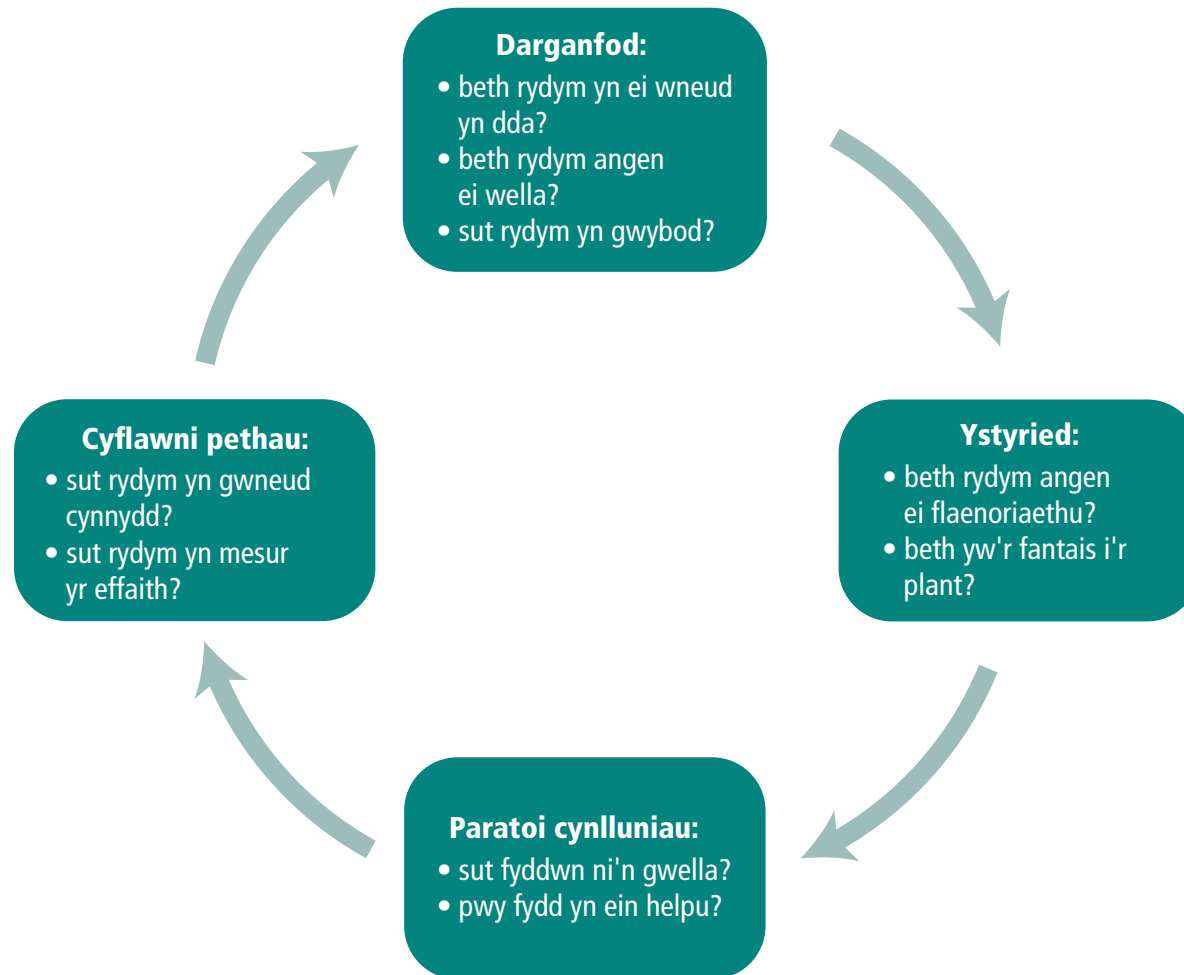 Darganfod:
• beth rydym yn ei wneud
yn dda?
• beth rydym angen
ei wella?
• sut rydym yn gwybod?
Ystyried:
• beth rydym angen
ei flaenoriaethu?
• beth yw'r fantais i'r
plant?
Paratoi cynlluniau:
• sut fyddwn ni'n gwella?
• pwy fydd yn ein helpu?
Cyflawni pethau:
• sut rydym yn gwneud
cynnydd?
• sut rydym yn mesur
yr effaith?